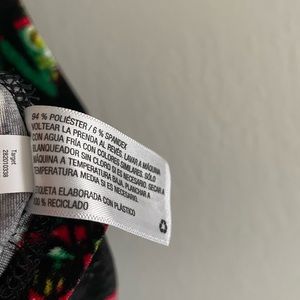 94 % POLIÉSTER / 6 % SPANDEX
VOLTEAR LA PRENDA AL REVÉS, LAVAR A MÁQUINA
CON AGUA FRÍA CON COLORES SIMILARES. SÓLO
BLANQUEADOR SIN CLORO SI ES NECESARIO. SECAR A
MÁQUINA A TEMPERATURA BAJA, PLANCHAR A
TEMPERATURA MEDIA SI ES NECESARIO.
ETIQUETA ELABORADA CON PLÁSTICO
100 % RECICLADO
Target